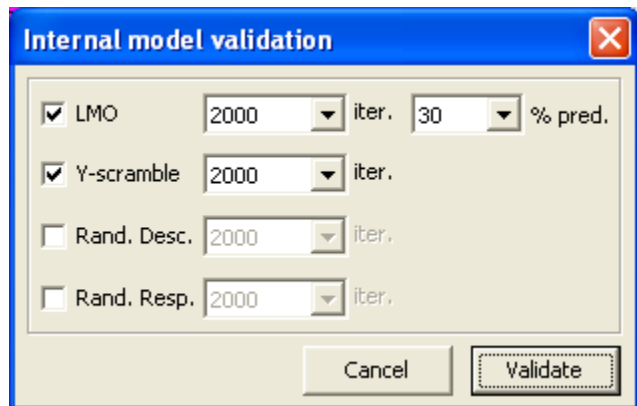 Internal model validation
LMO 2000 iter. 30 % pred.
Y-scramble 2000 iter.
Rand. Desc. 2000 iter.
Rand. Resp. 2000 iter.
Cancel Validate